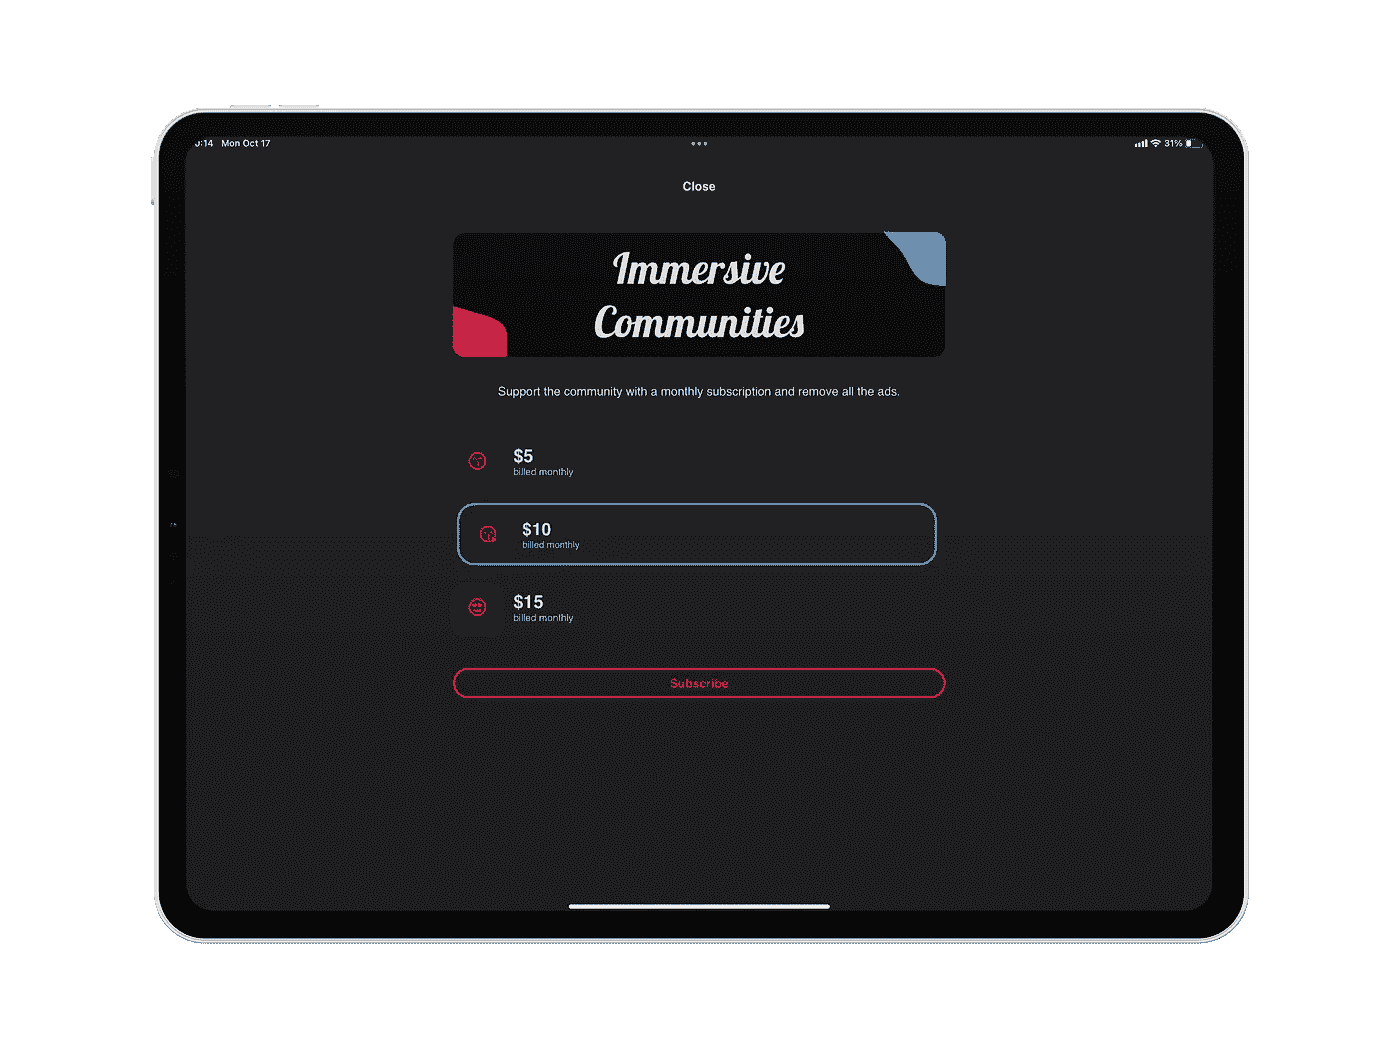 :14 Mon Oct 17
31%
Close
Immersive
Communities
Support the community with a monthly subscription and remove all the ads.
$5
billed monthly
$10
billed monthly
$15
billed monthly
Subscribe